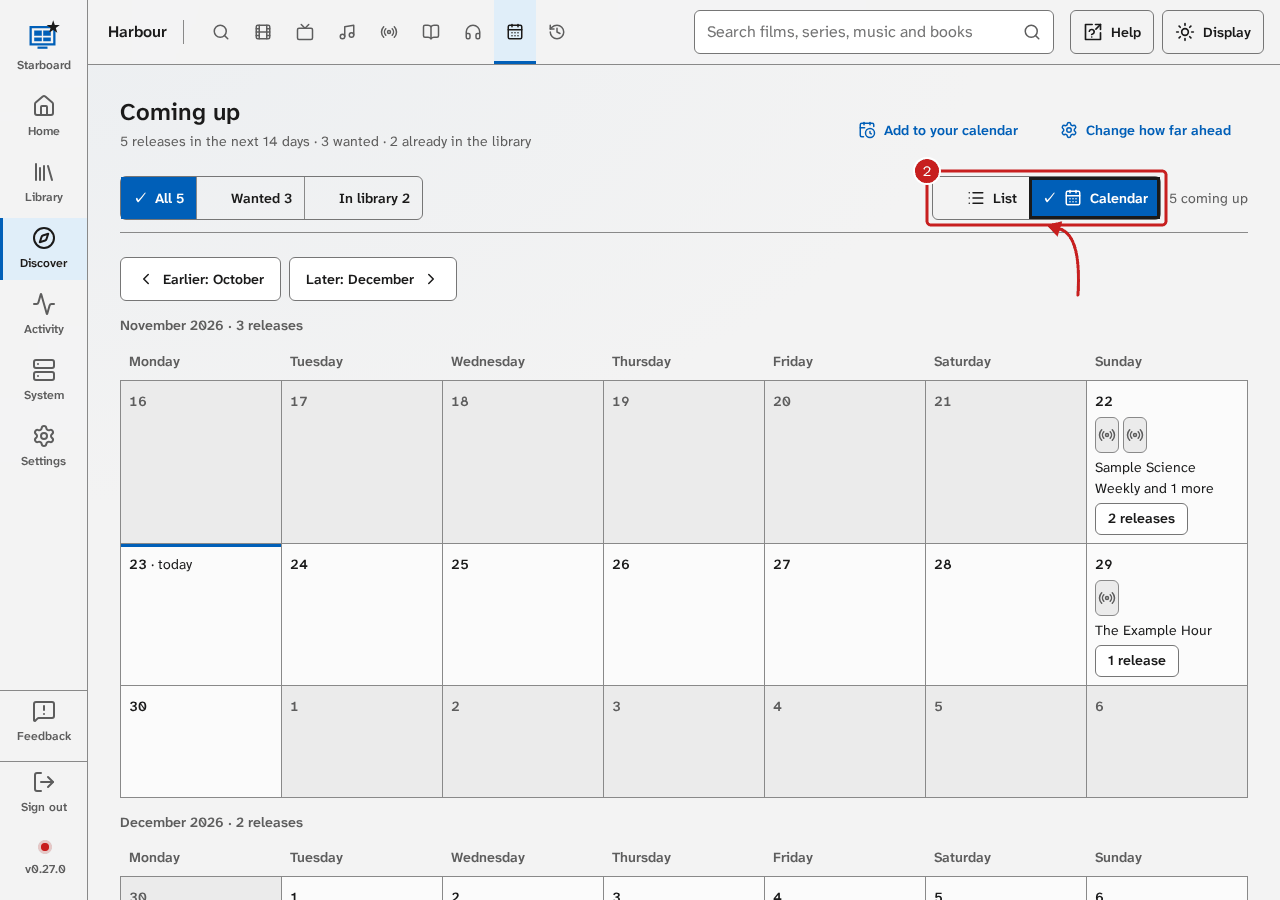 Starboard
Home
Library
Discover
Activity
System
Settings
Feedback
Sign out
v0.27.0
Harbour
Search films, series, music and books
Help
Display
Coming up
5 releases in the next 14 days · 3 wanted · 2 already in the library
Add to your calendar
Change how far ahead
✓ All 5
Wanted 3
In library 2
2
List
✓ Calendar
5 coming up
Earlier: October
Later: December
November 2026 · 3 releases
Monday Tuesday Wednesday Thursday Friday Saturday Sunday
16 17 18 19 20 21 22
Sample Science
Weekly and 1 more
2 releases
23 · today 24 25 26 27 28 29
The Example Hour
1 release
30 1 2 3 4 5 6
December 2026 · 2 releases
Monday Tuesday Wednesday Thursday Friday Saturday Sunday
30 1 2 3 4 5 6